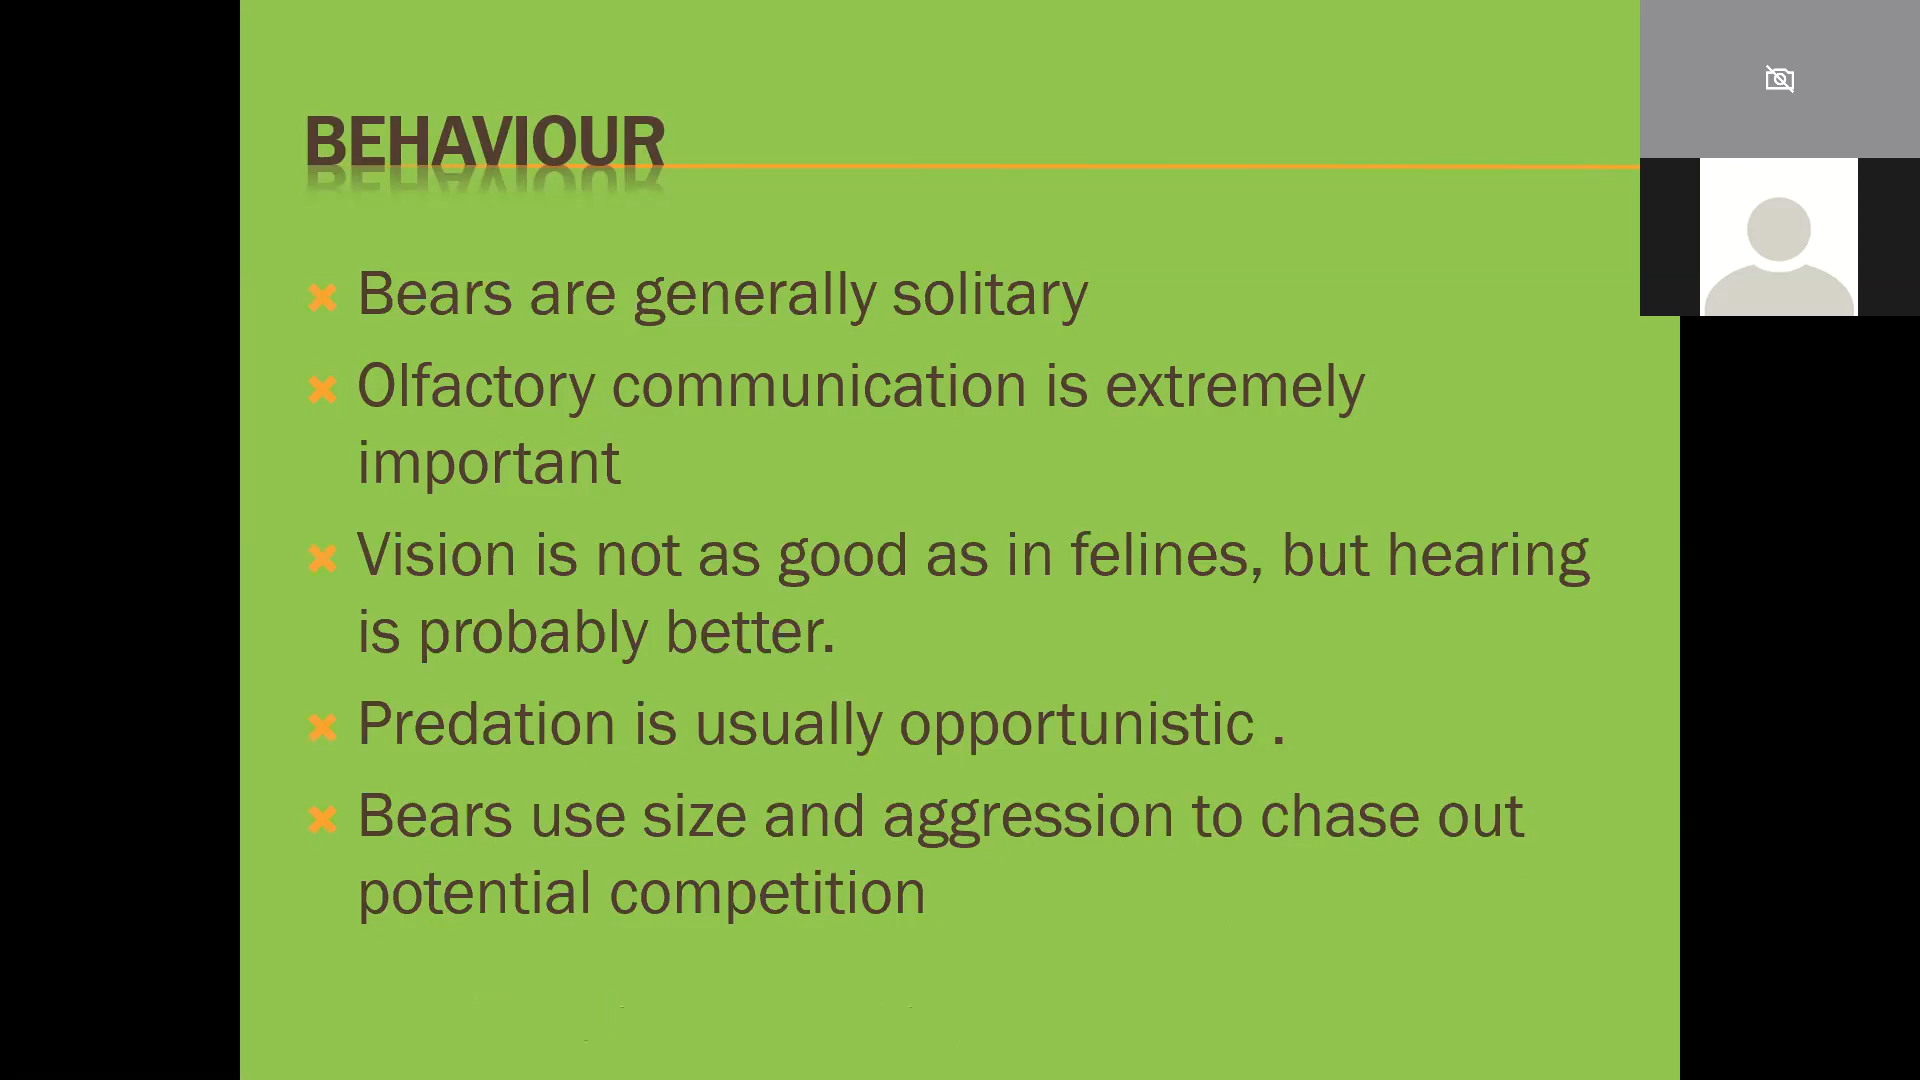 BEHAVIOUR
Bears are generally solitary
Olfactory communication is extremely
important
Vision is not as good as in felines, but hearing
is probably better.
Predation is usually opportunistic .
Bears use size and aggression to chase out
potential competition